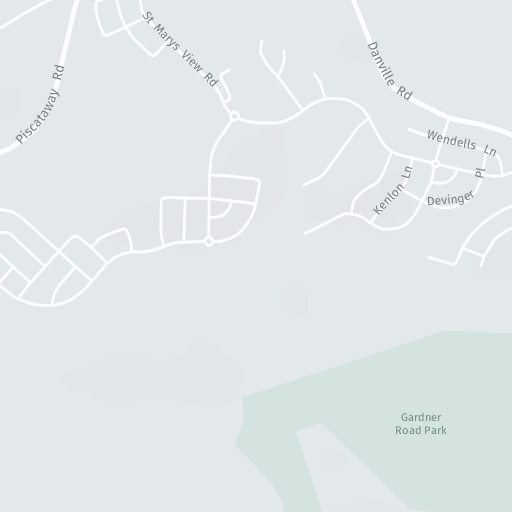 St Marys View Rd
Piscataway Rd
Danville Rd
Wendells Ln
Kenlon Ln
Devinger Pl
Gardner
Road Park